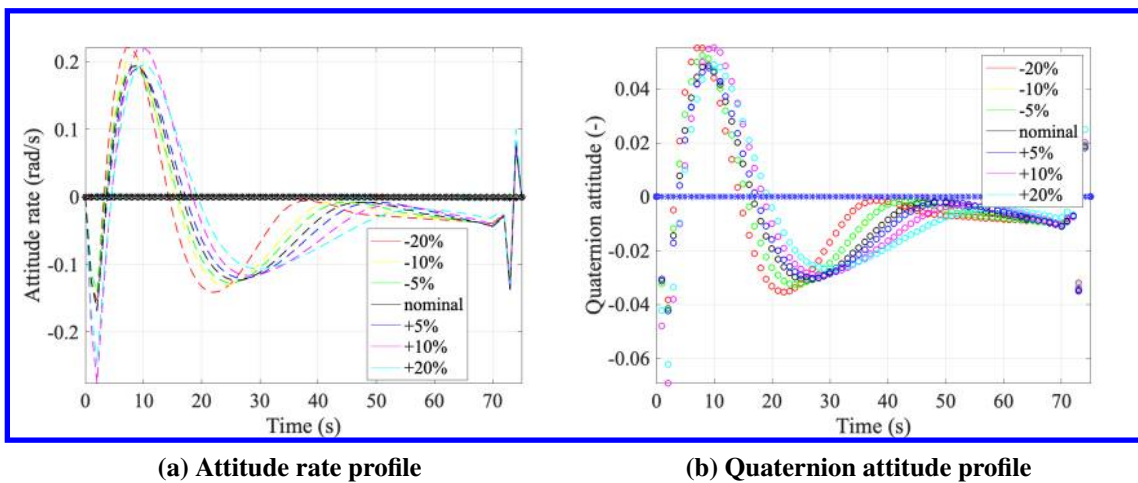 0.2
0.1
0
-0.1
-0.2
Attitude rate (rad/s)
0 10 20 30 40 50 60 70
Time (s)
-20%
-10%
-5%
nominal
+5%
+10%
+20%
0.04
0.02
0
-0.02
-0.04
-0.06
Quaternion attitude (-)
0 10 20 30 40 50 60 70
Time (s)
-20%
-10%
-5%
nominal
+5%
+10%
+20%
(a) Attitude rate profile
(b) Quaternion attitude profile